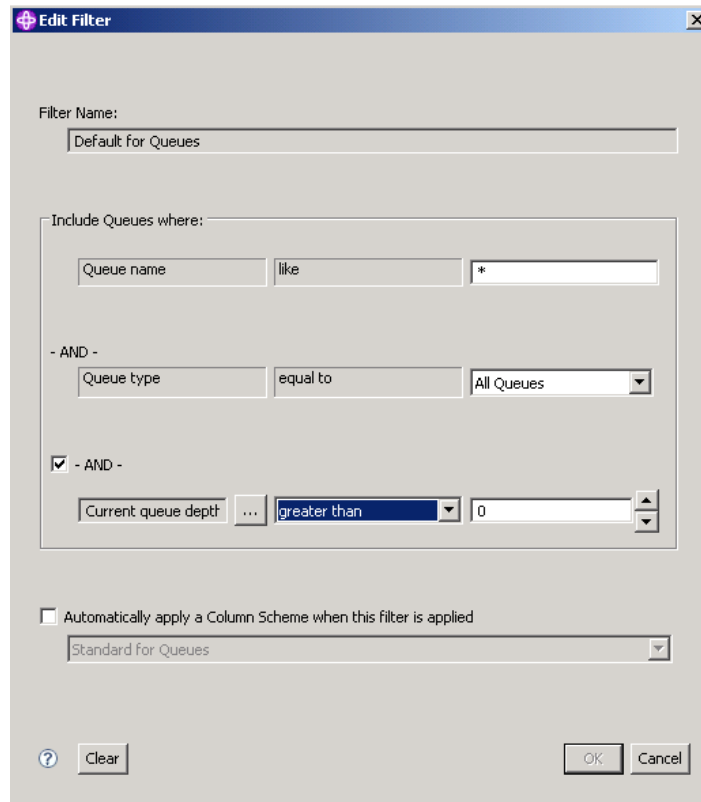 Edit Filter
Filter Name:
Default for Queues
Include Queues where:
Queue name like *
- AND -
Queue type equal to All Queues
- AND -
Current queue depth ... greater than 0
Automatically apply a Column Scheme when this filter is applied
Standard for Queues
? Clear OK Cancel